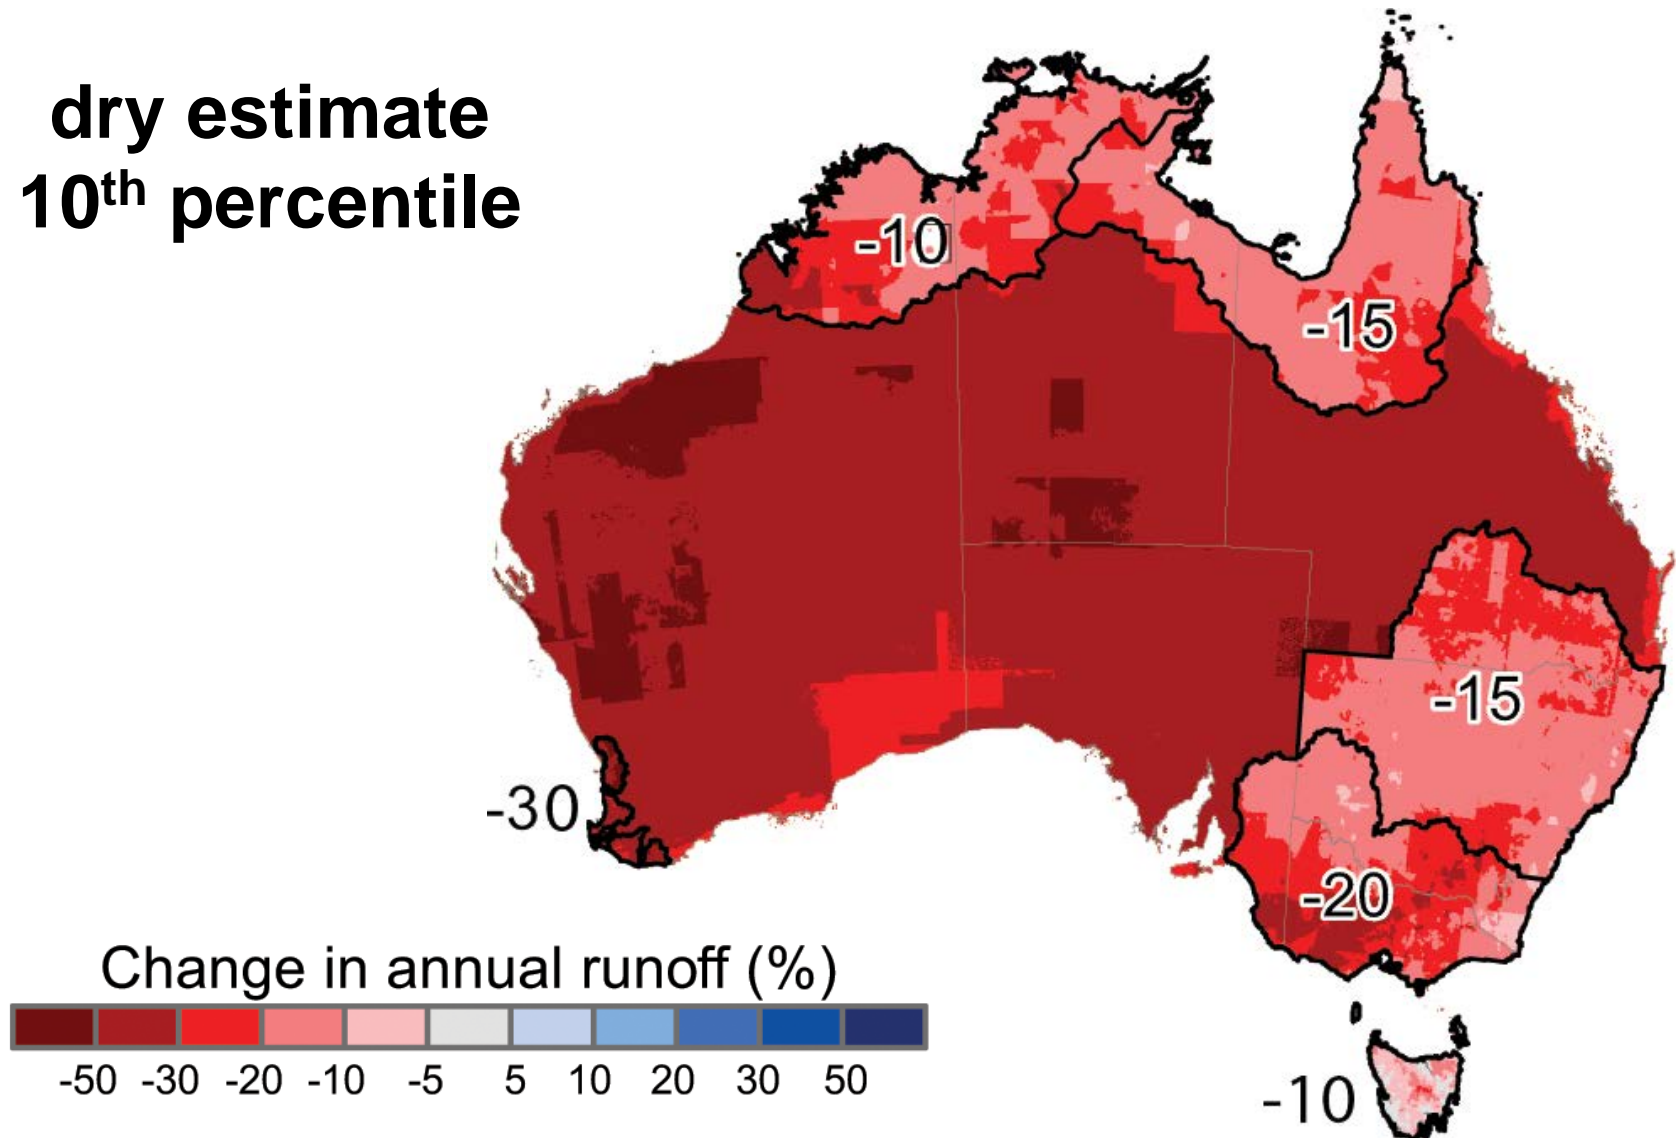 dry estimate
10th percentile
-10
-15
-15
-30
-20
Change in annual runoff (%)
-50 -30 -20 -10 -5 5 10 20 30 50
-10